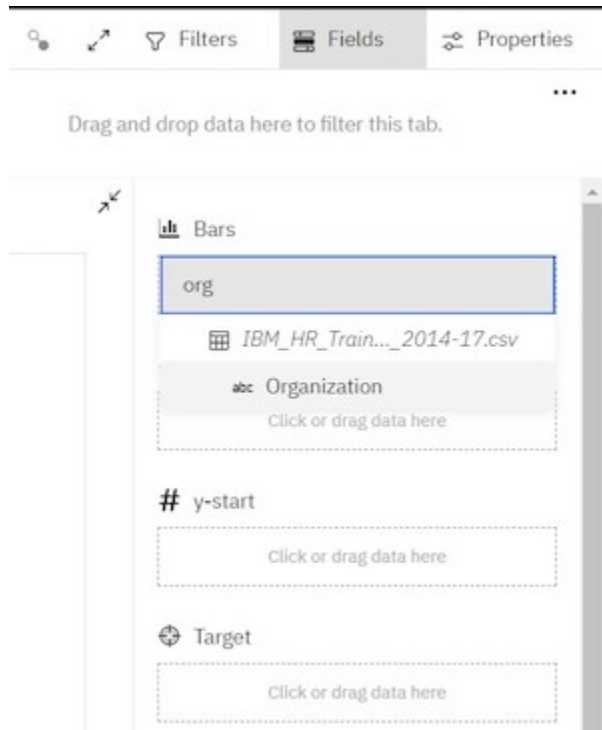 Filters Fields Properties
Drag and drop data here to filter this tab.
Bars
org
IBM_HR_Train..._2014-17.csv
abc Organization
Click or drag data here
# y-start
Click or drag data here
Target
Click or drag data here